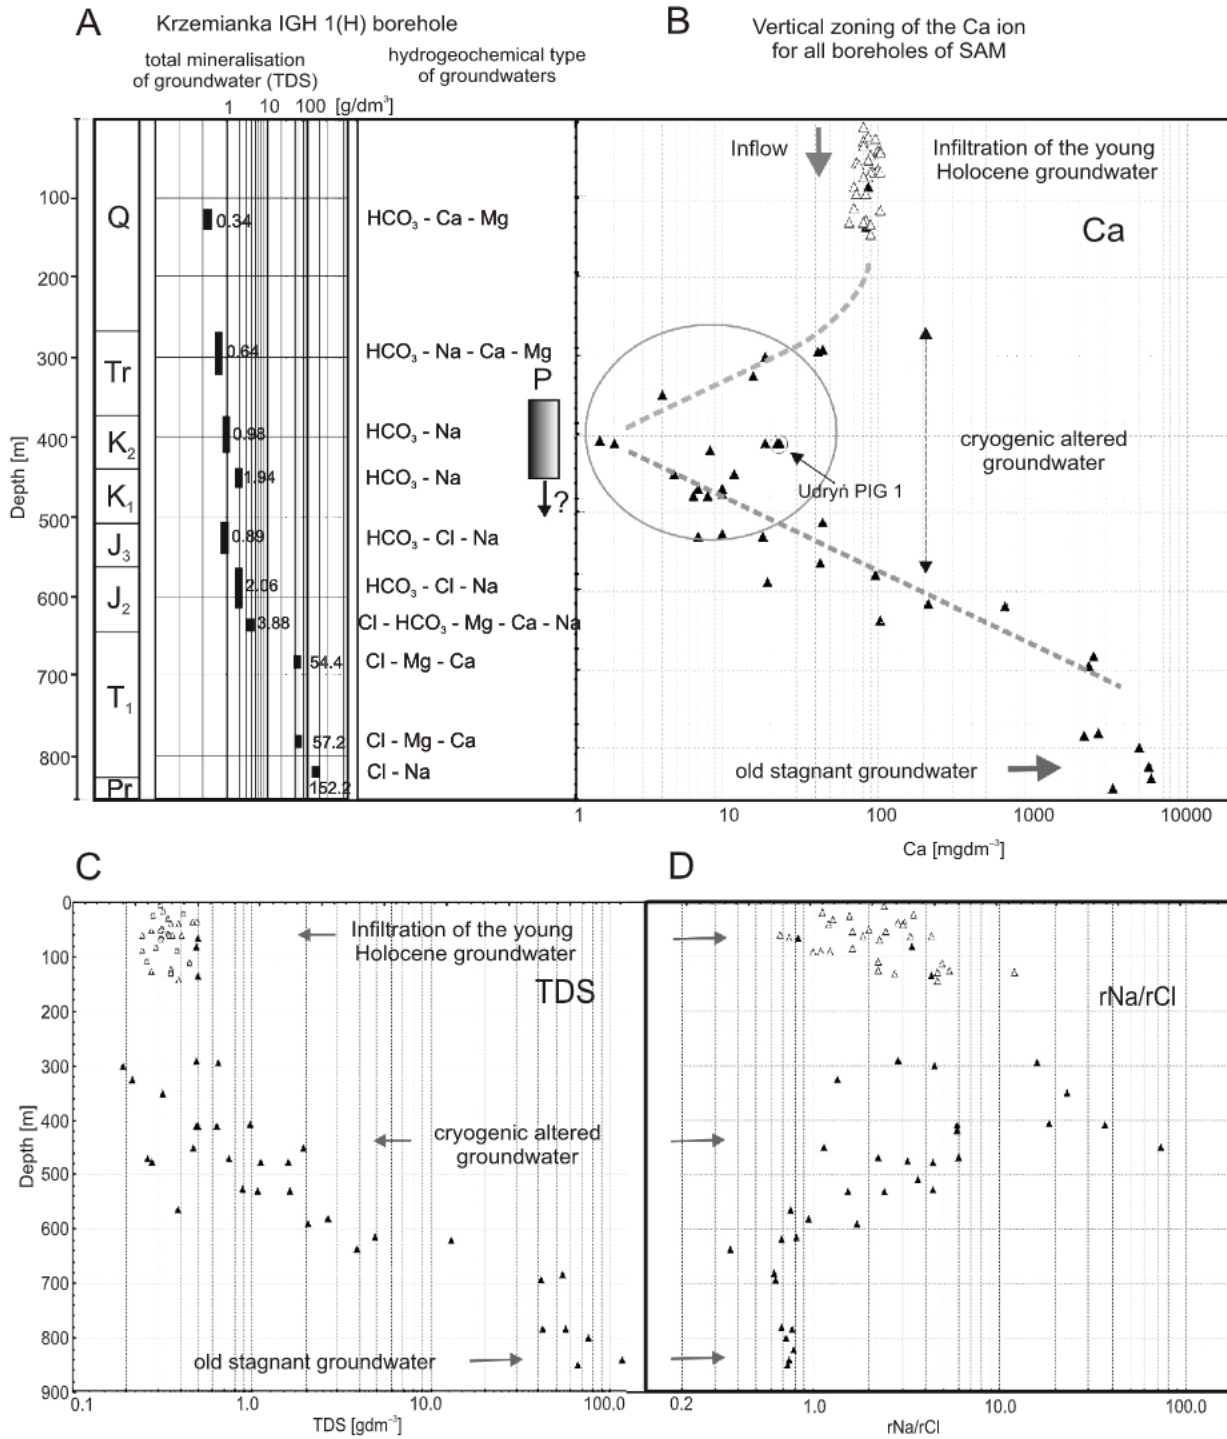 A
Krzemianka IGH 1(H) borehole
total mineralisation
of groundwater (TDS)
1 10 100 [g/dm³]
hydrogeochemical type
of groundwaters
Depth [m]
100
200
300
400
500
600
700
800
Q
Tr
K₂
K₁
J₃
J₂
T₁
Pr
0.34
0.64
0.98
1.94
0.89
2.06
3.88
54.4
57.2
152.2
HCO₃ - Ca - Mg
HCO₃ - Na - Ca - Mg
HCO₃ - Na
HCO₃ - Na
HCO₃ - Cl - Na
HCO₃ - Cl - Na
Cl - HCO₃ - Mg - Ca - Na
Cl - Mg - Ca
Cl - Mg - Ca
Cl - Na
P
?
B
Vertical zoning of the Ca ion
for all boreholes of SAM
Inflow
Infiltration of the young
Holocene groundwater
Ca
cryogenic altered
groundwater
Udryń PIG 1
old stagnant groundwater
1 10 100 1000 10000
Ca [mgdm⁻³]
C
0
100
200
300
400
500
600
700
800
900
Depth [m]
Infiltration of the young
Holocene groundwater
TDS
cryogenic altered
groundwater
old stagnant groundwater
0.1 1.0 10.0 100.0
TDS [gdm⁻³]
D
rNa/rCl
0.2 1.0 10.0 100.0
rNa/rCl